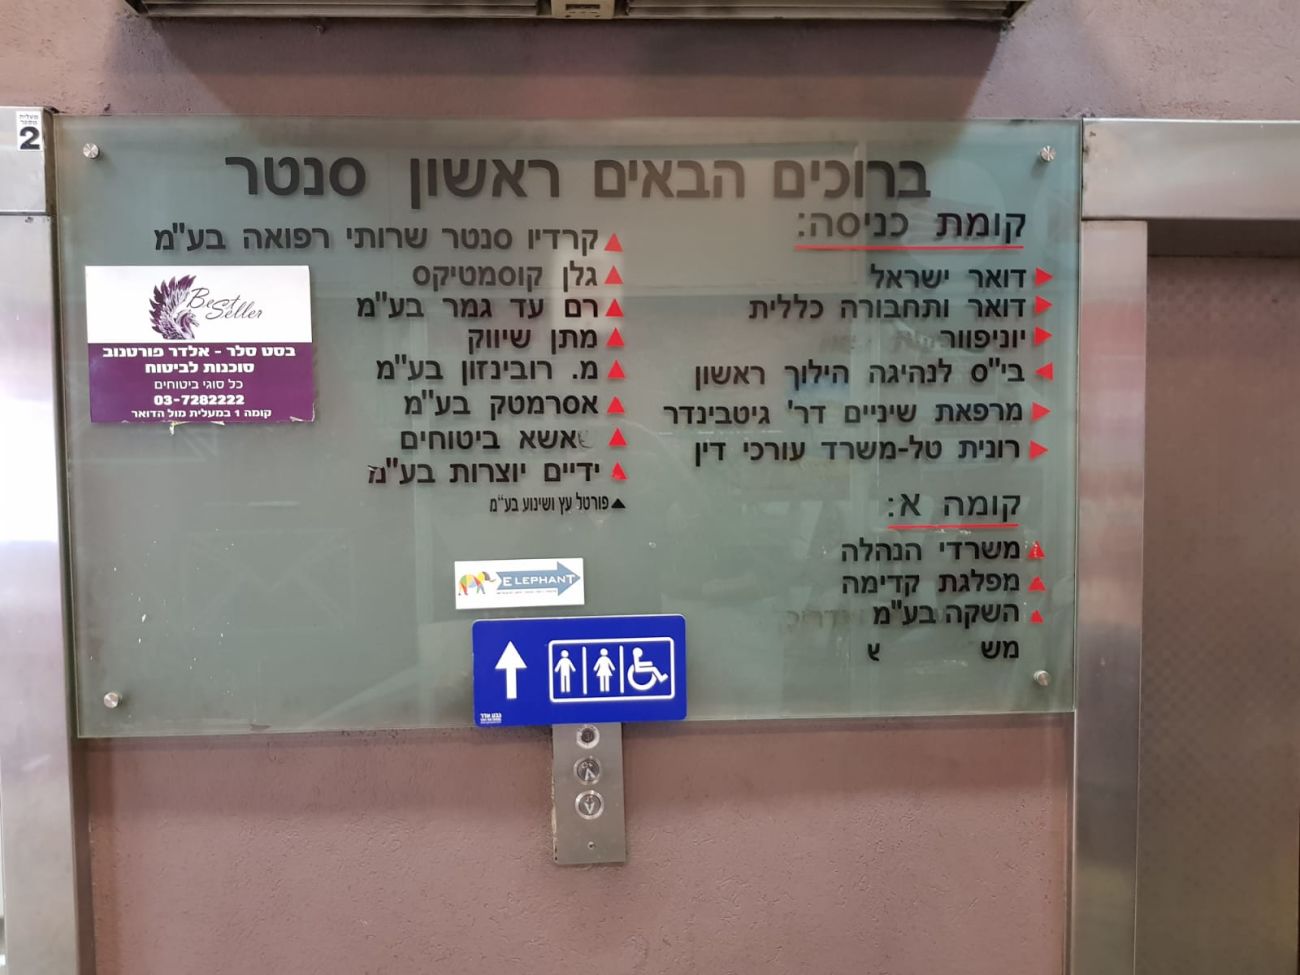 ברוכים הבאים ראשון סנטר
קומת כניסה:
דואר ישראל
דואר ותחבורה כללית
יוניפוור
בי"ס לנהיגה הילוך ראשון
מרפאת שיניים דר' גיטבינדר
רונית טל-משרד עורכי דין
קומה א:
משרדי הנהלה
מפלגת קדימה
השקה בע"מ
מש
קרדיו סנטר שרותי רפואה בע"מ
גלן קוסמטיקס
רם עד גמר בע"מ
מתן שיווק
מ. רובינזון בע"מ
אסרמטק בע"מ
אשא ביטוחים
ידיים יוצרות בע"מ
פורטל עץ ושינוע בע"מ
Best
Seller
בסט סלר - אלדר פורטנוב
סוכנות לביטוח
כל סוגי ביטוחים
03-7282222
קומה 1 במעלית מול הדואר
ELEPHANT
מעלית
מספר
2